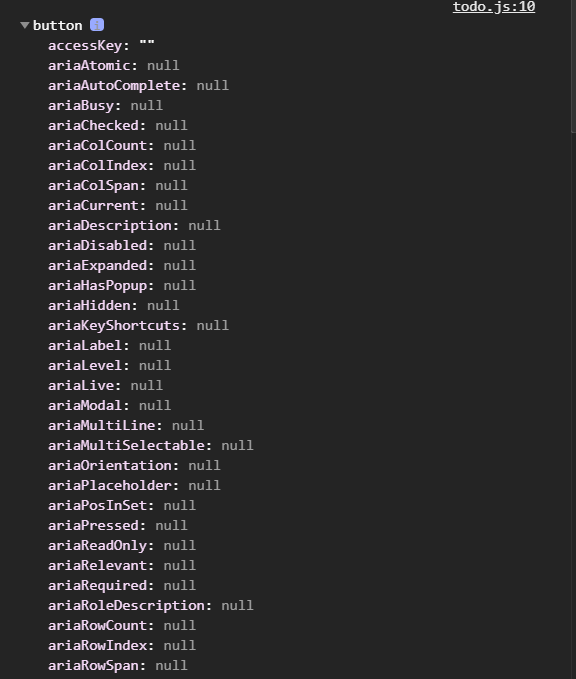 todo.js:10
button i
accessKey: ""
ariaAtomic: null
ariaAutoComplete: null
ariaBusy: null
ariaChecked: null
ariaColCount: null
ariaColIndex: null
ariaColSpan: null
ariaCurrent: null
ariaDescription: null
ariaDisabled: null
ariaExpanded: null
ariaHasPopup: null
ariaHidden: null
ariaKeyShortcuts: null
ariaLabel: null
ariaLevel: null
ariaLive: null
ariaModal: null
ariaMultiLine: null
ariaMultiSelectable: null
ariaOrientation: null
ariaPlaceholder: null
ariaPosInSet: null
ariaPressed: null
ariaReadOnly: null
ariaRelevant: null
ariaRequired: null
ariaRoleDescription: null
ariaRowCount: null
ariaRowIndex: null
ariaRowSpan: null